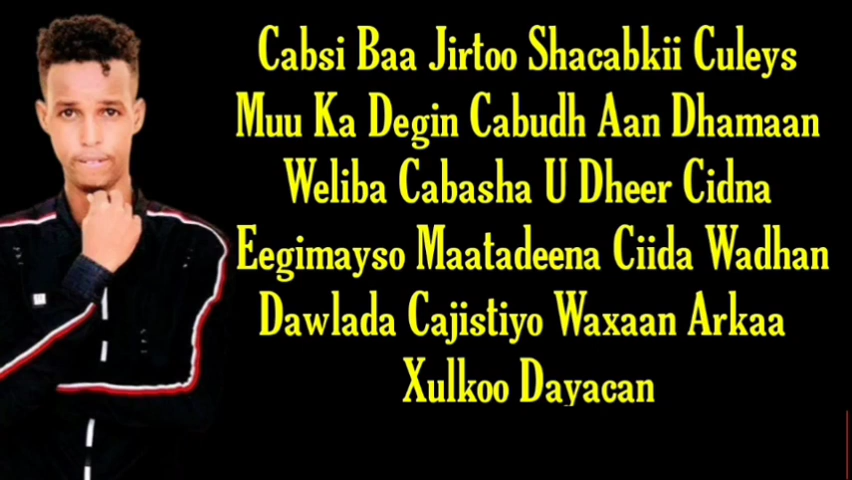 Cabsi Baa Jirtoo Shacabkii Culeys
Muu Ka Degin Cabudh Aan Dhamaan
Weliba Cabasha U Dheer Cidna
Eegimayso Maatadeena Ciida Wadhan
Dawlada Cajistiyo Waxaan Arkaa
Xulkoo Dayacan